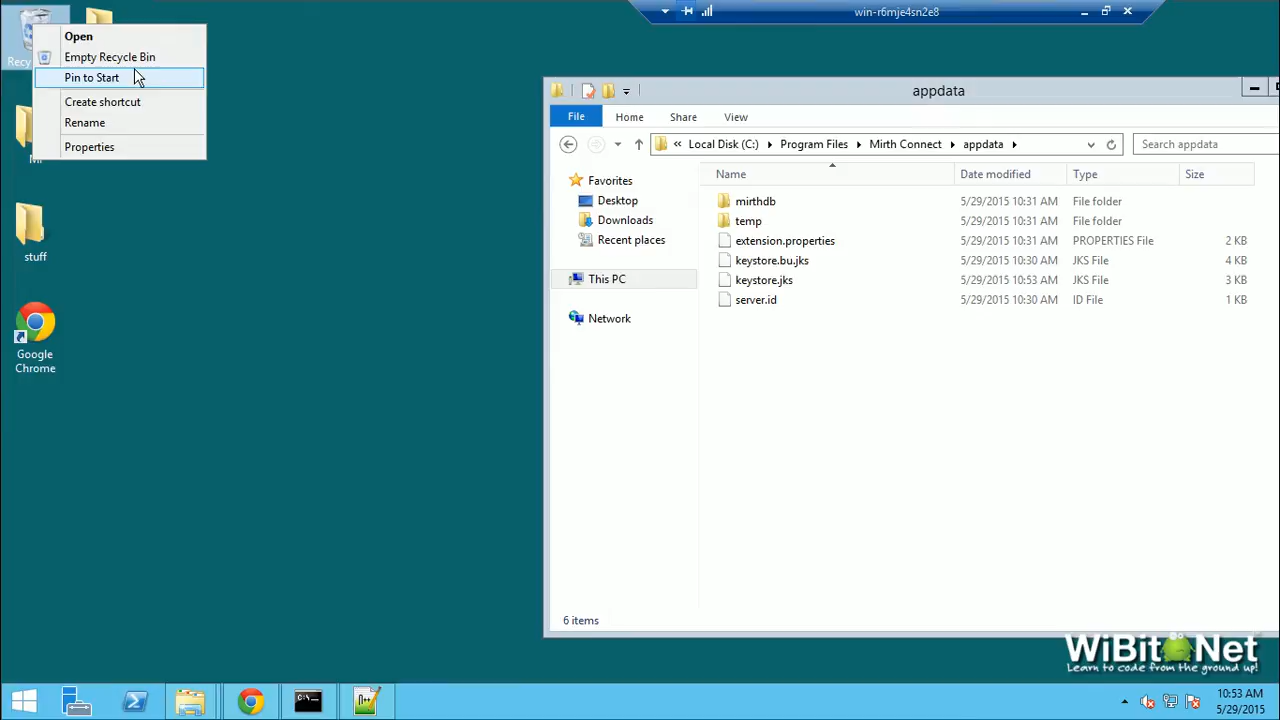 win-r6mje4sn2e8
Recy
Open
Empty Recycle Bin
Pin to Start
Create shortcut
Rename
Properties
stuff
Google
Chrome
appdata
File
Home
Share
View
« Local Disk (C:) Program Files Mirth Connect appdata
Search appdata
Favorites
Desktop
Downloads
Recent places
This PC
Network
Name Date modified Type Size
mirthdb 5/29/2015 10:31 AM File folder
temp 5/29/2015 10:31 AM File folder
extension.properties 5/29/2015 10:31 AM PROPERTIES File 2 KB
keystore.bu.jks 5/29/2015 10:30 AM JKS File 4 KB
keystore.jks 5/29/2015 10:53 AM JKS File 3 KB
server.id 5/29/2015 10:30 AM ID File 1 KB
6 items
WiBit Net
Learn to code from the ground up!
10:53 AM
5/29/2015